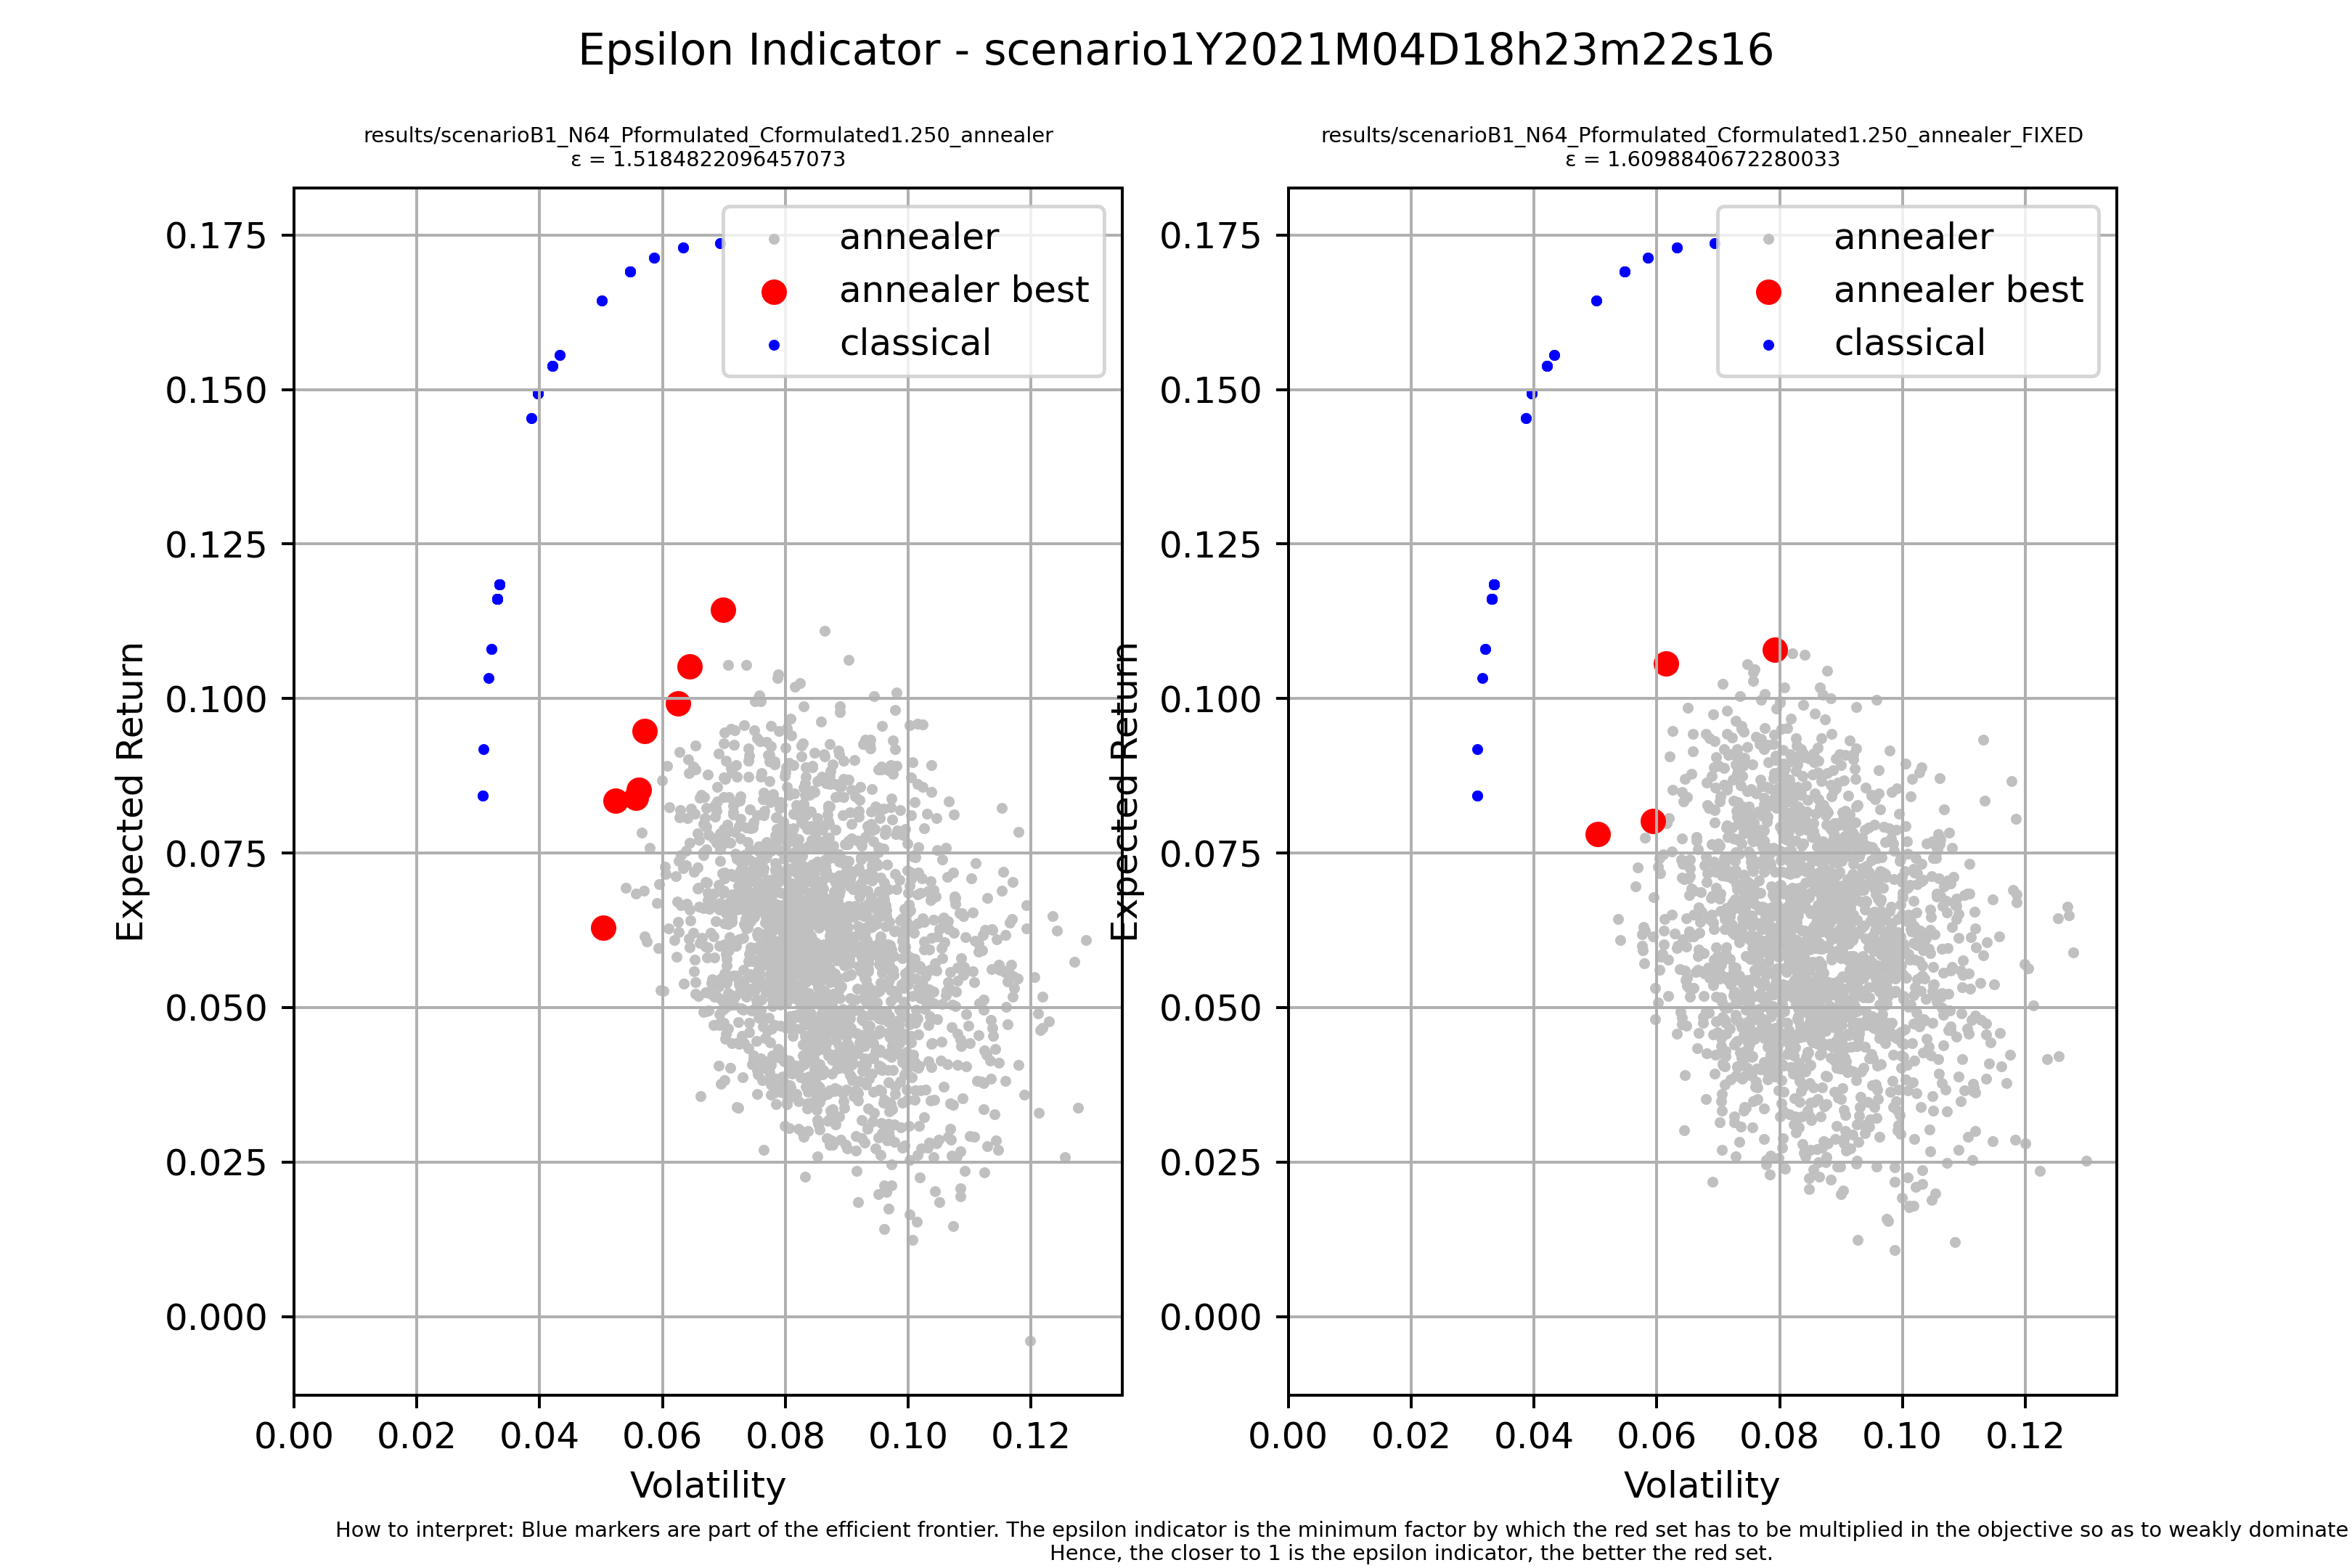 Epsilon Indicator - scenario1Y2021M04D18h23m22s16
results/scenarioB1_N64_Pformulated_Cformulated1.250_annealer
ε = 1.5184822096457073
annealer
annealer best
classical
0.175
0.150
0.125
0.100
0.075
0.050
0.025
0.000
Expected Return
0.00 0.02 0.04 0.06 0.08 0.10 0.12
Volatility
results/scenarioB1_N64_Pformulated_Cformulated1.250_annealer_FIXED
ε = 1.6098840672280033
annealer
annealer best
classical
0.175
0.150
0.125
0.100
0.075
0.050
0.025
0.000
Expected Return
0.00 0.02 0.04 0.06 0.08 0.10 0.12
Volatility
How to interpret: Blue markers are part of the efficient frontier. The epsilon indicator is the minimum factor by which the red set has to be multiplied in the objective so as to weakly dominate
Hence, the closer to 1 is the epsilon indicator, the better the red set.